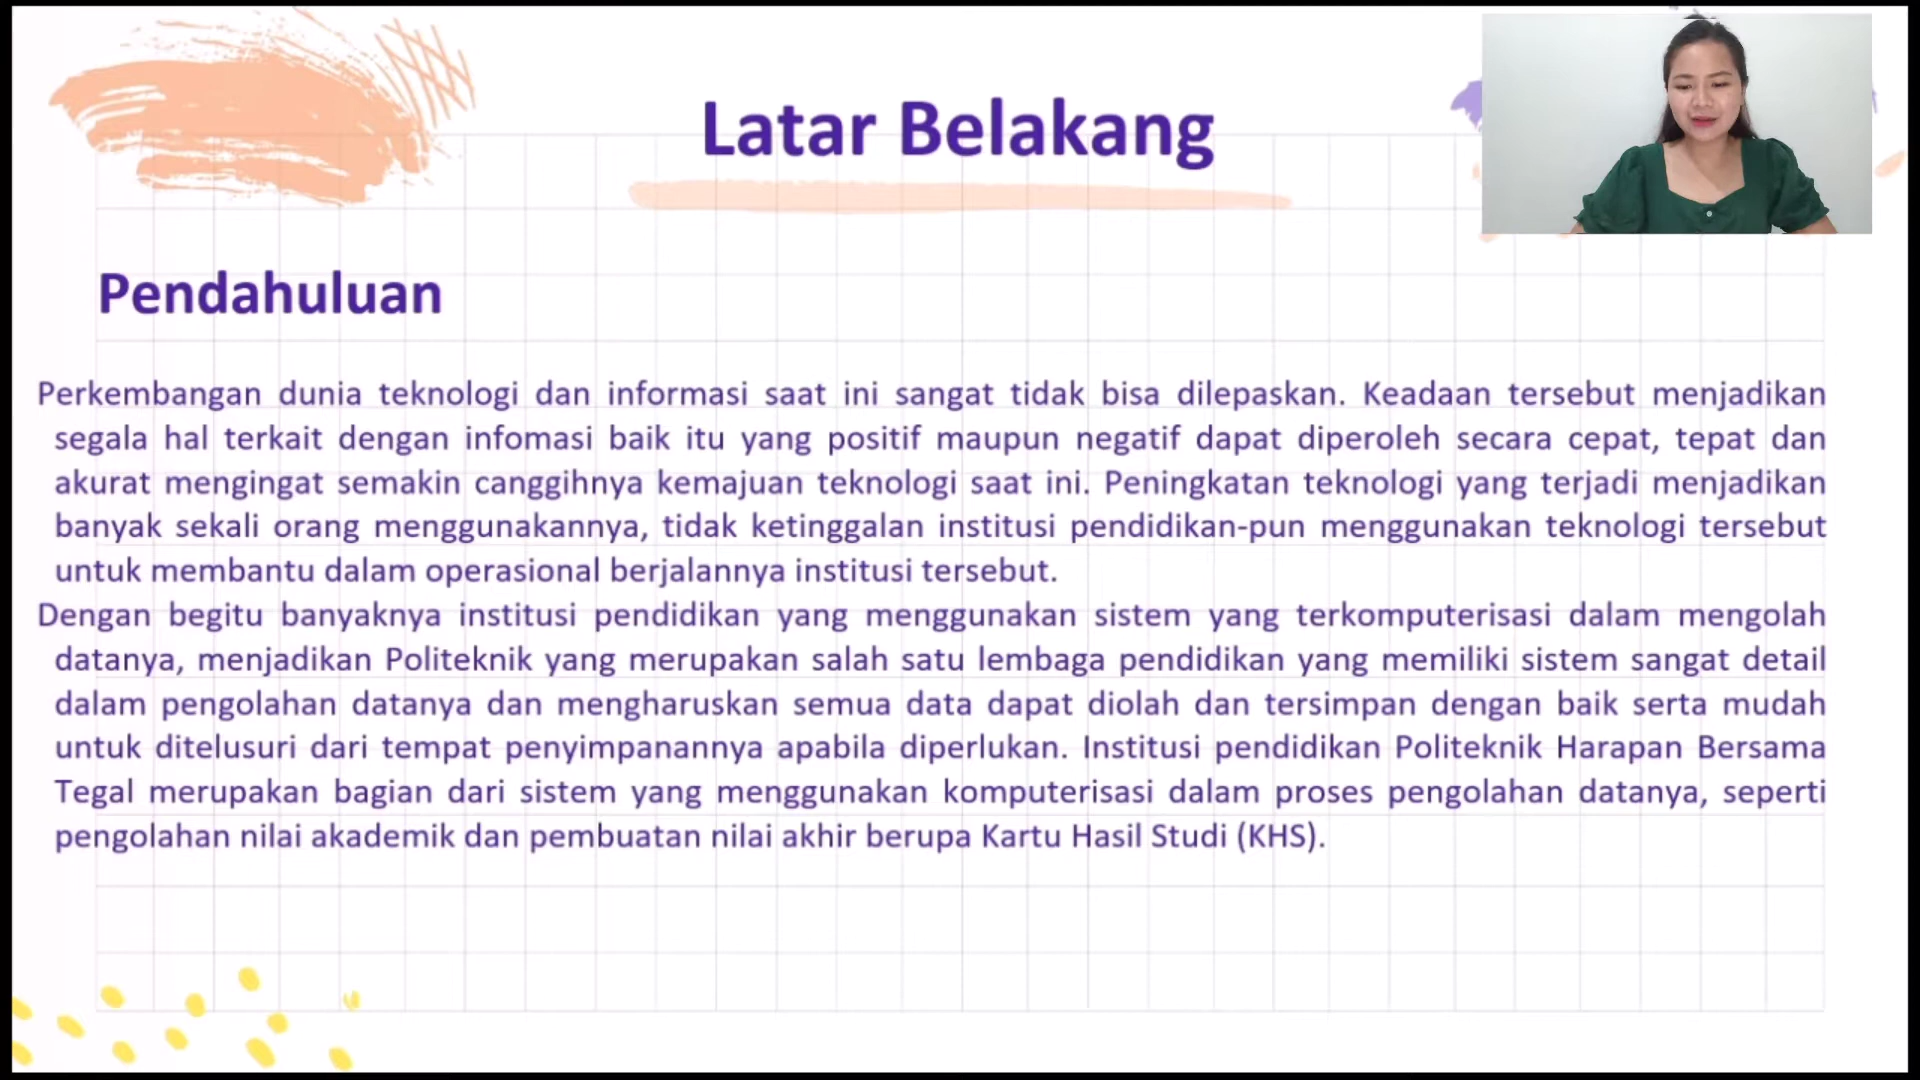 Latar Belakang
Pendahuluan
Perkembangan dunia teknologi dan informasi saat ini sangat tidak bisa dilepaskan. Keadaan tersebut menjadikan
segala hal terkait dengan infomasi baik itu yang positif maupun negatif dapat diperoleh secara cepat, tepat dan
akurat mengingat semakin canggihnya kemajuan teknologi saat ini. Peningkatan teknologi yang terjadi menjadikan
banyak sekali orang menggunakannya, tidak ketinggalan institusi pendidikan-pun menggunakan teknologi tersebut
untuk membantu dalam operasional berjalannya institusi tersebut.
Dengan begitu banyaknya institusi pendidikan yang menggunakan sistem yang terkomputerisasi dalam mengolah
datanya, menjadikan Politeknik yang merupakan salah satu lembaga pendidikan yang memiliki sistem sangat detail
dalam pengolahan datanya dan mengharuskan semua data dapat diolah dan tersimpan dengan baik serta mudah
untuk ditelusuri dari tempat penyimpanannya apabila diperlukan. Institusi pendidikan Politeknik Harapan Bersama
Tegal merupakan bagian dari sistem yang menggunakan komputerisasi dalam proses pengolahan datanya, seperti
pengolahan nilai akademik dan pembuatan nilai akhir berupa Kartu Hasil Studi (KHS).